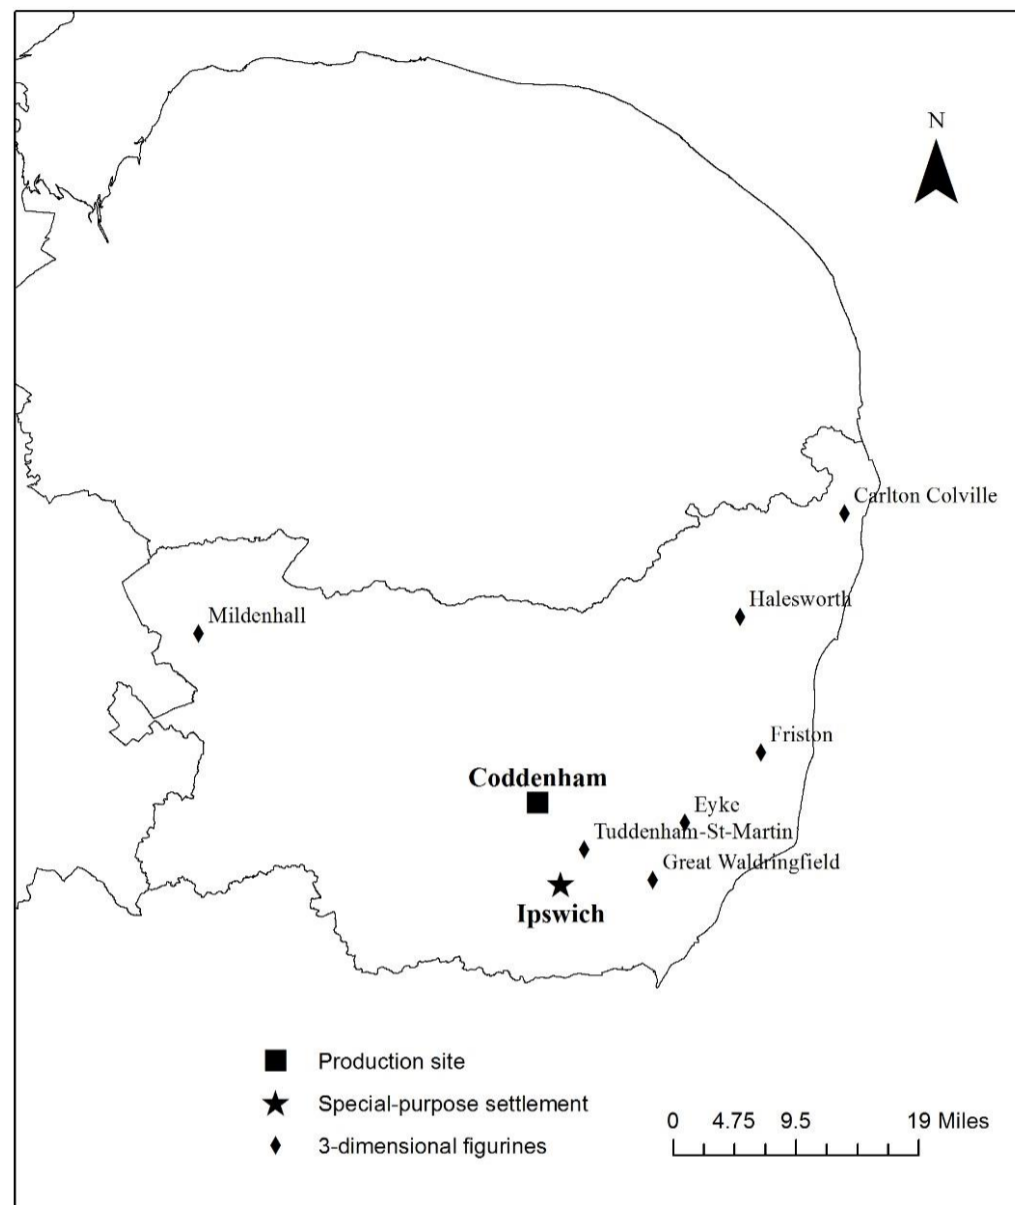 N
Carlton Colville
Halesworth
Mildenhall
Friston
Coddenham
Eyke
Tuddenham-St-Martin
Great Waldringfield
Ipswich
Production site
Special-purpose settlement
3-dimensional figurines
0 4.75 9.5 19 Miles